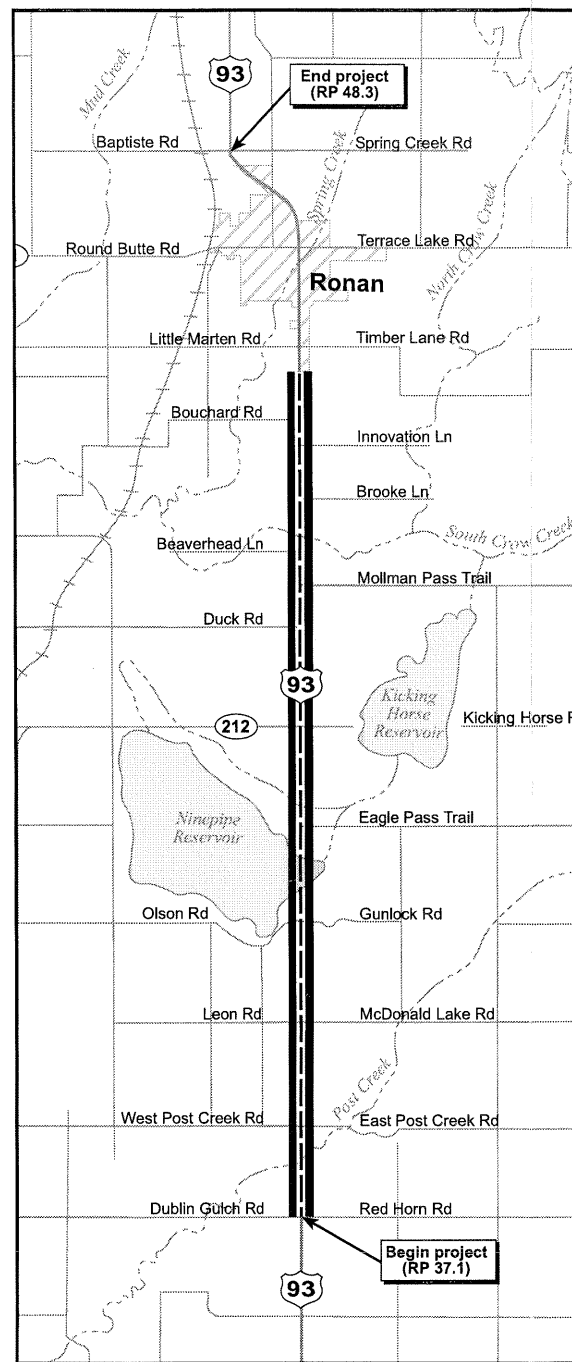 93
End project
(RP 48.3)
Mud Creek
Baptiste Rd
Spring Creek Rd
Spring Creek
Round Butte Rd
Terrace Lake Rd
North Crow Creek
Ronan
Little Marten Rd
Timber Lane Rd
Bouchard Rd
Innovation Ln
Brooke Ln
Beaverhead Ln
South Crow Creek
Mollman Pass Trail
Duck Rd
93
Kicking
Horse
Reservoir
212
Kicking Horse R
Ninepipe
Reservoir
Eagle Pass Trail
Olson Rd
Gunlock Rd
Leon Rd
McDonald Lake Rd
Post Creek
West Post Creek Rd
East Post Creek Rd
Dublin Gulch Rd
Red Horn Rd
Begin project
(RP 37.1)
93